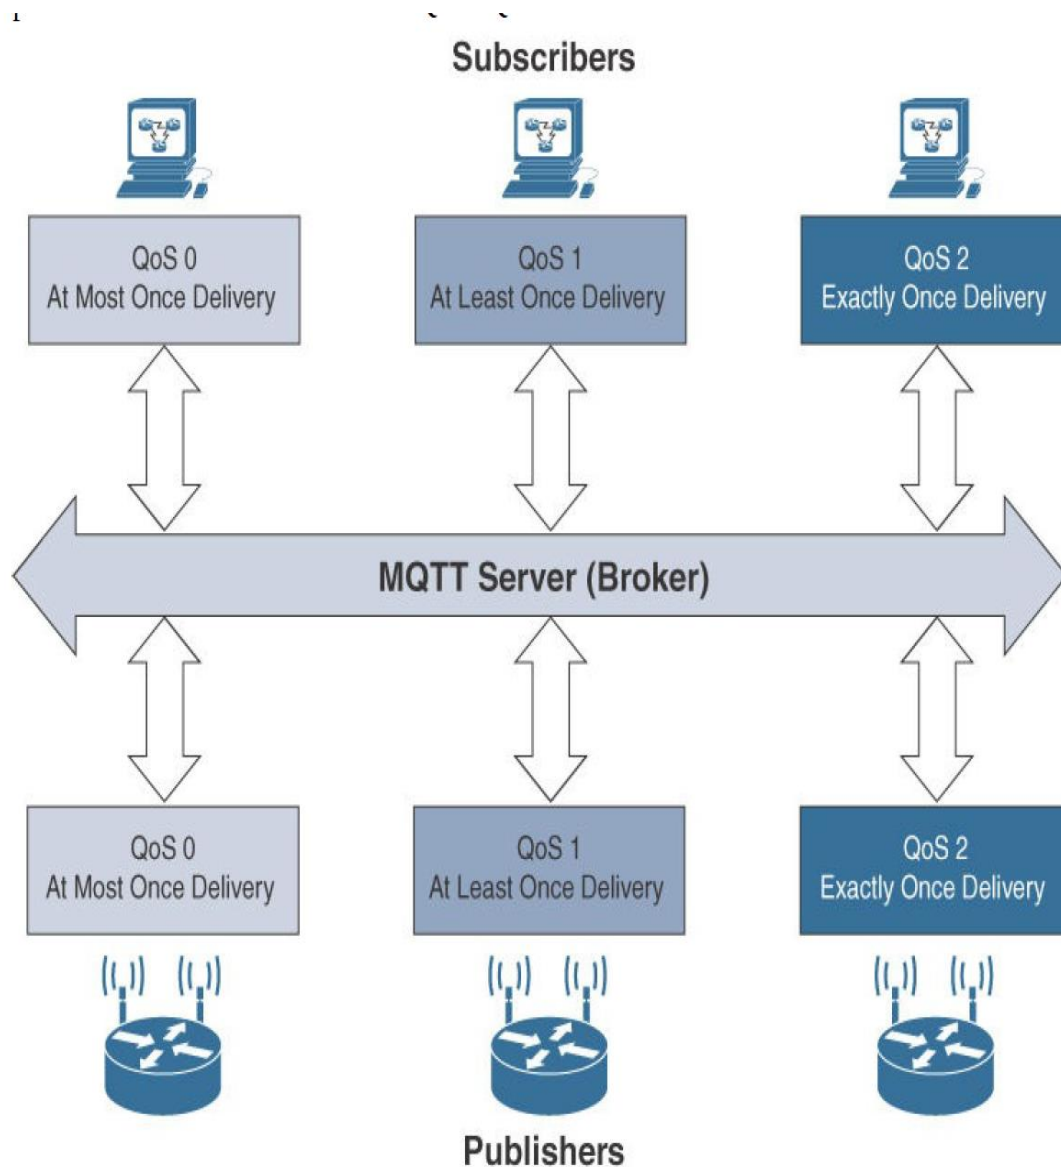 Subscribers
QoS 0
At Most Once Delivery
QoS 1
At Least Once Delivery
QoS 2
Exactly Once Delivery
MQTT Server (Broker)
QoS 0
At Most Once Delivery
QoS 1
At Least Once Delivery
QoS 2
Exactly Once Delivery
Publishers